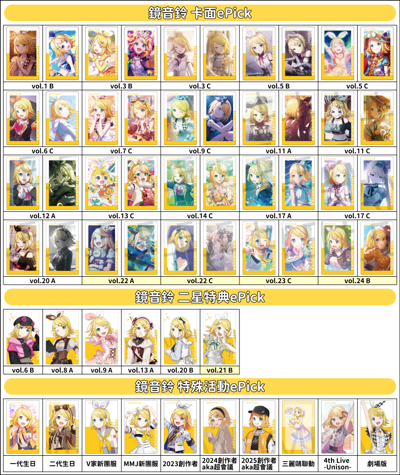 鏡音鈴 卡面ePick
vol.1 B vol.3 B vol.3 C vol.5 B vol.5 C
vol.6 C vol.7 C vol.9 C vol.11 A vol.11 C
vol.12 A vol.13 C vol.14 C vol.17 A vol.17 C
vol.20 A vol.22 A vol.22 C vol.23 C vol.24 B
鏡音鈴 二星特典ePick
vol.6 B vol.8 A vol.9 A vol.13 A vol.20 B vol.21 B
鏡音鈴 特殊活動ePick
一代生日 二代生日 V家新團服 MMJ新團服 2023創作者 2024創作者 aka超會議 2025創作者 aka超會議 三麗鷗聯動 4th Live -Unison- 劇場版